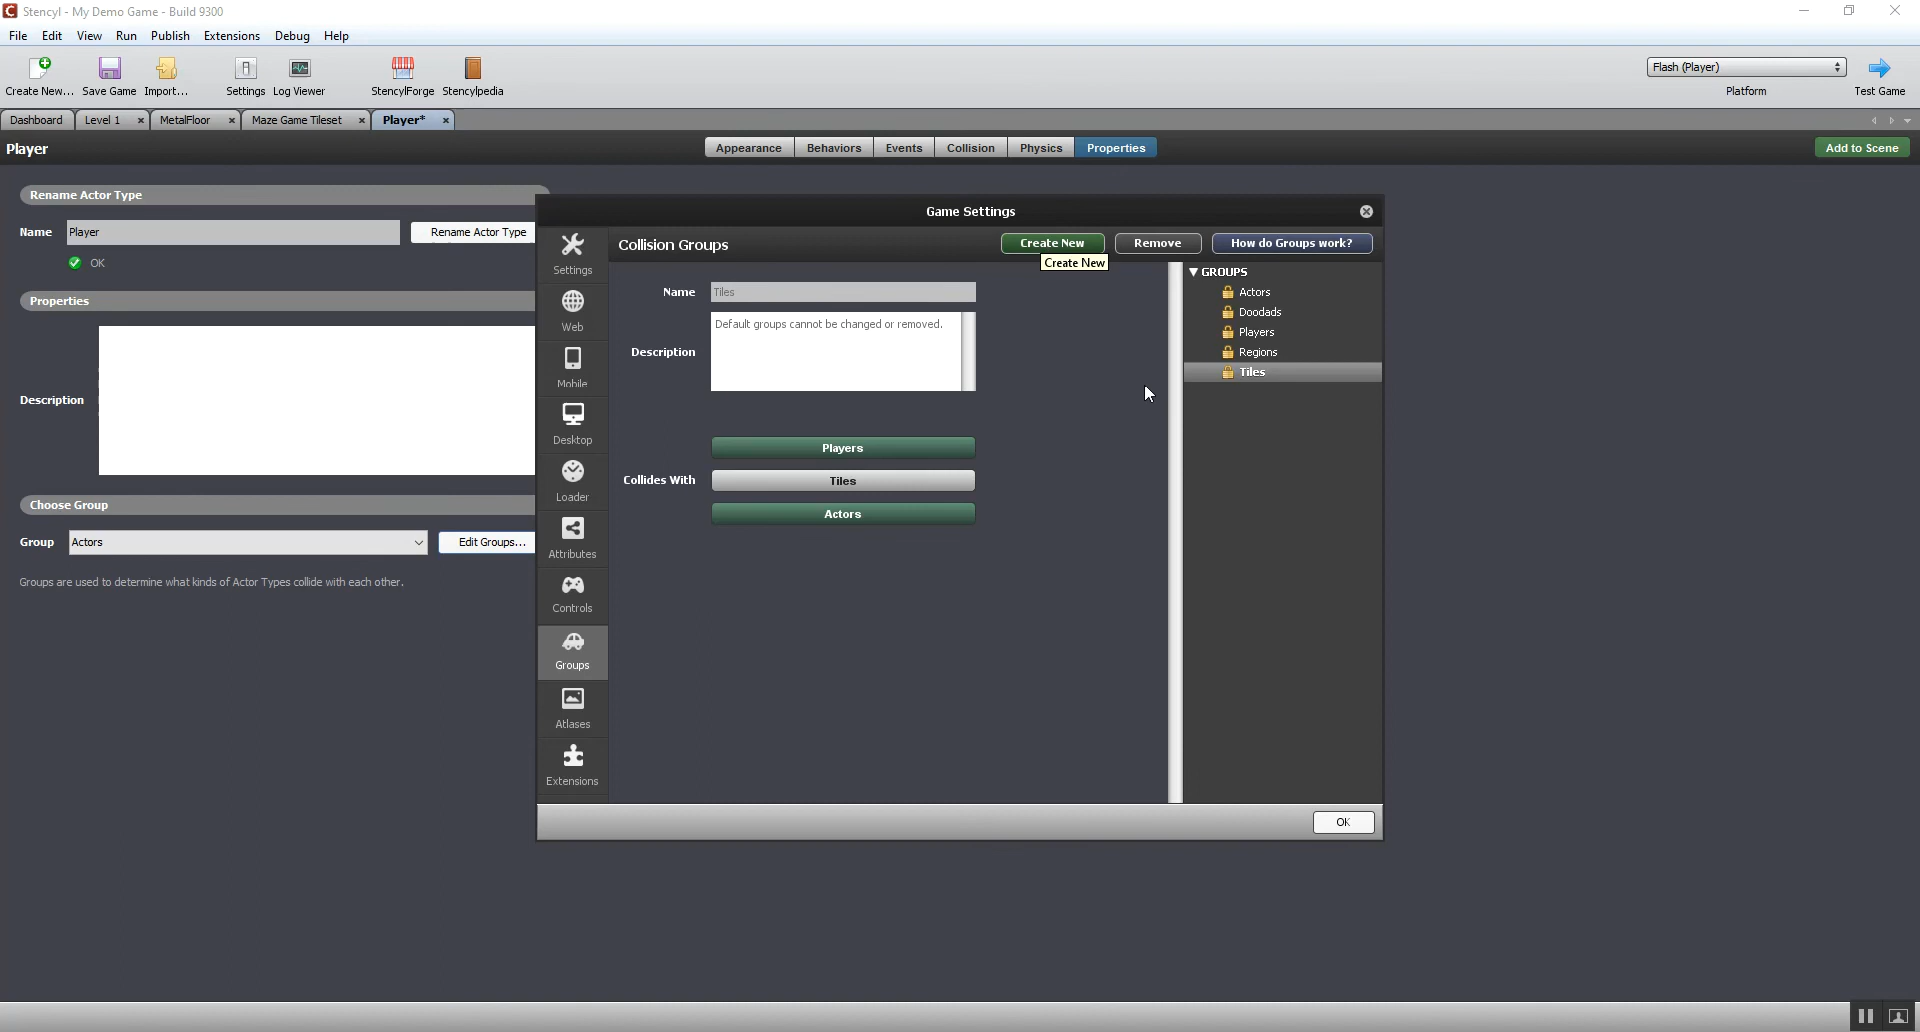 Stencyl - My Demo Game - Build 9300
File Edit View Run Publish Extensions Debug Help
Create New... Save Game Import... Settings Log Viewer StencylForge Stencylpedia
Flash (Player)
Platform
Test Game
Dashboard Level 1 MetalFloor Maze Game Tileset Player*
Player
Appearance Behaviors Events Collision Physics Properties
Add to Scene
Rename Actor Type
Name Player Rename Actor Type
OK
Properties
Description
Choose Group
Group Actors Edit Groups...
Groups are used to determine what kinds of Actor Types collide with each other.
Game Settings
Settings
Web
Mobile
Desktop
Loader
Attributes
Controls
Groups
Atlases
Extensions
Collision Groups
Create New Remove How do Groups work?
Create New
Name Tiles
Description Default groups cannot be changed or removed.
Collides With
Players
Tiles
Actors
GROUPS
Actors
Doodads
Players
Regions
Tiles
OK